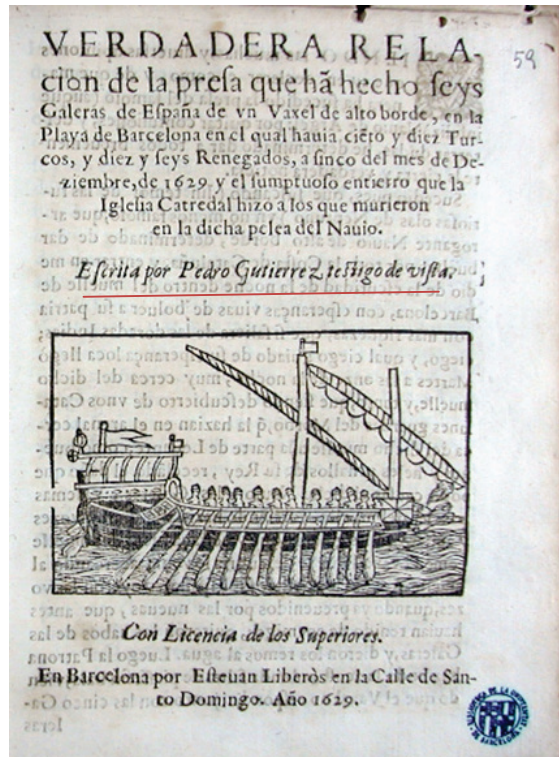 VERDADERA RELA-
cion de la presa que hã hecho seys
Galeras de España de vn Vaxel de alto borde, en la
Playa de Barcelona en el qual hauia ciẽto y diez Tur-
cos, y diez y seys Renegados, a sinco del mes de De-
ziembre, de 1629 y el sumptuoso entierro que la
Iglesia Catredal hizo a los que murieron
en la dicha pelea del Nauio.
Escrita por Pedro Gutierrez testigo de vista.
Con Licencia de los Superiores.
En Barcelona por Esteuan Liberòs en la Calle de San-
to Domingo. Año 1629.
59